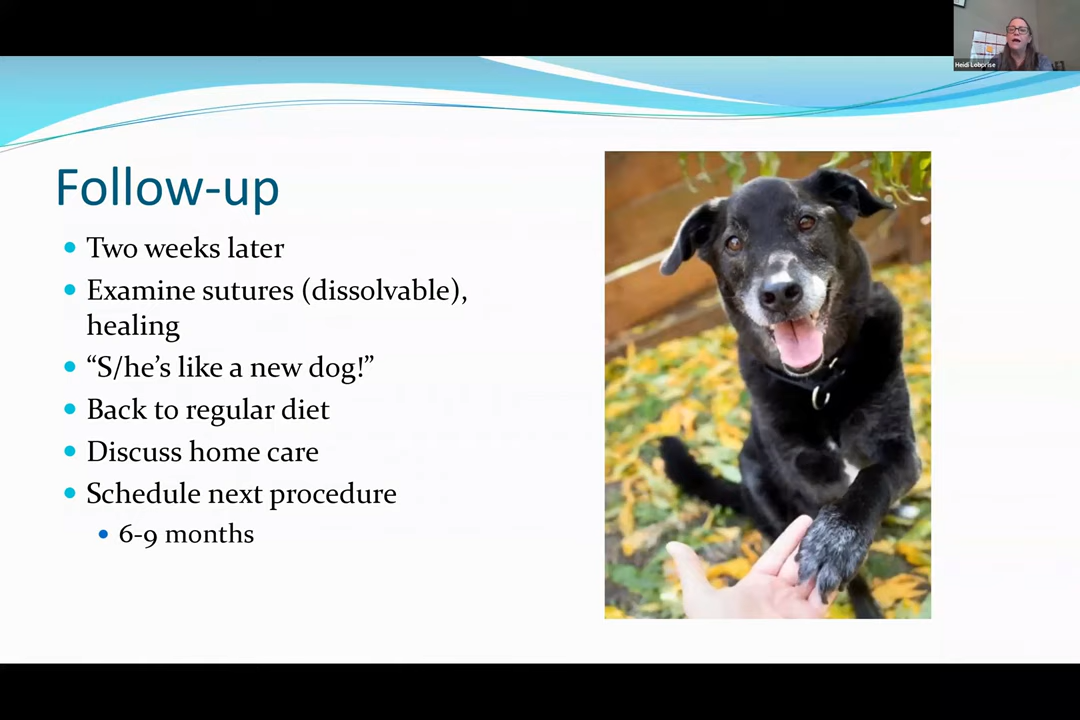 Heidi Lobprise
Follow-up
Two weeks later
Examine sutures (dissolvable),
healing
“S/he’s like a new dog!”
Back to regular diet
Discuss home care
Schedule next procedure
6-9 months